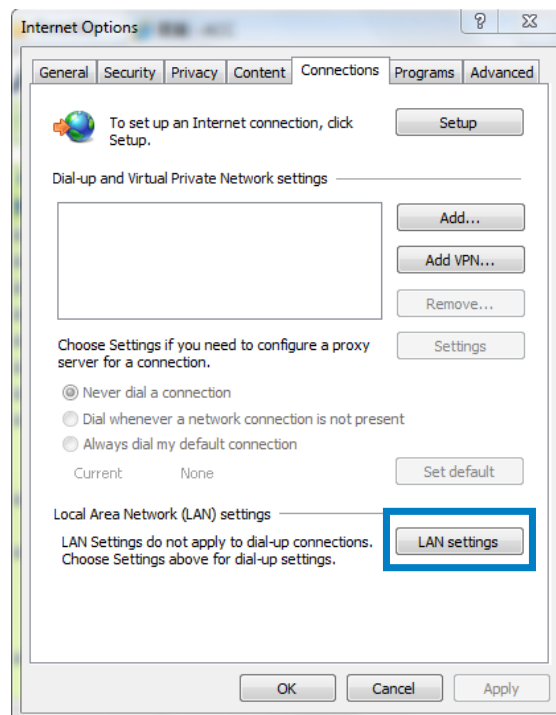 Internet Options
General Security Privacy Content Connections Programs Advanced
To set up an Internet connection, click
Setup.
Setup
Dial-up and Virtual Private Network settings
Add...
Add VPN...
Remove...
Choose Settings if you need to configure a proxy
server for a connection.
Settings
Never dial a connection
Dial whenever a network connection is not present
Always dial my default connection
Current None
Set default
Local Area Network (LAN) settings
LAN Settings do not apply to dial-up connections.
Choose Settings above for dial-up settings.
LAN settings
OK Cancel Apply